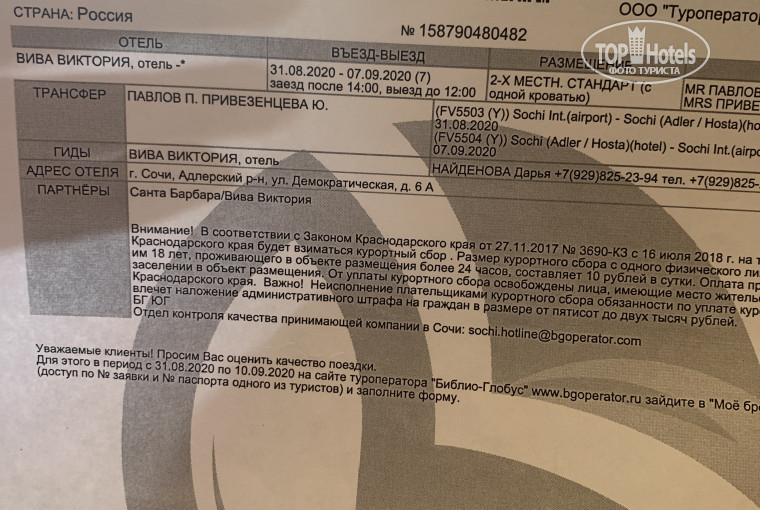 СТРАНА: Россия
ООО "Туроператор
№ 158790480482
ОТЕЛЬ
ВЪЕЗД-ВЫЕЗД
РАЗМЕЩЕНИЕ
TOP Hotels
ФОТО ТУРИСТА
ВИВА ВИКТОРИЯ, отель -*
31.08.2020 - 07.09.2020 (7)
заезд после 14:00, выезд до 12:00
2-Х МЕСТН. СТАНДАРТ (с
одной кроватью)
MR ПАВЛОВ
MRS ПРИВЕ
ТРАНСФЕР
ПАВЛОВ П. ПРИВЕЗЕНЦЕВА Ю.
(FV5503 (Y)) Sochi Int.(airport) - Sochi (Adler / Hosta)(ho
31.08.2020
(FV5504 (Y)) Sochi (Adler / Hosta)(hotel) - Sochi Int.(airpo
07.09.2020
ГИДЫ
ВИВА ВИКТОРИЯ, отель
НАЙДЕНОВА Дарья +7(929)825-23-94 тел. +7(929)825-
АДРЕС ОТЕЛЯ
г. Сочи, Адлерский р-н, ул. Демократическая, д. 6 А
ПАРТНЁРЫ
Санта Барбара/Вива Виктория
Внимание! В соответствии с Законом Краснодарского края от 27.11.2017 № 3690-КЗ с 16 июля 2018 г. на т
Краснодарского края будет взиматься курортный сбор . Размер курортного сбора с одного физического ли
им 18 лет, проживающего в объекте размещения более 24 часов, составляет 10 рублей в сутки. Оплата пр
заселении в объект размещения. От уплаты курортного сбора освобождены лица, имеющие место жительс
Краснодарского края. Важно! Неисполнение плательщиками курортного сбора обязанности по уплате куро
влечет наложение административного штрафа на граждан в размере от пятисот до двух тысяч рублей.
БГ ЮГ
Отдел контроля качества принимающей компании в Сочи: sochi.hotline@bgoperator.com
Уважаемые клиенты! Просим Вас оценить качество поездки.
Для этого в период с 31.08.2020 по 10.09.2020 на сайте туроператора "Библио-Глобус" www.bgoperator.ru зайдите в "Моё бро
(доступ по № заявки и № паспорта одного из туристов) и заполните форму.